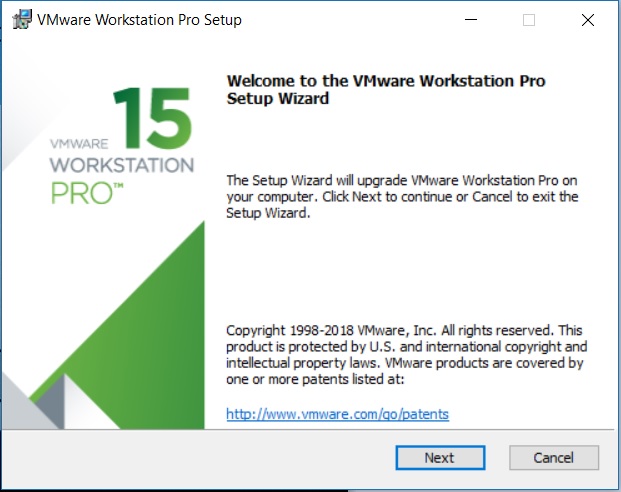 VMware Workstation Pro Setup
15
VMWARE
WORKSTATION
PRO™
Welcome to the VMware Workstation Pro
Setup Wizard
The Setup Wizard will upgrade VMware Workstation Pro on
your computer. Click Next to continue or Cancel to exit the
Setup Wizard.
Copyright 1998-2018 VMware, Inc. All rights reserved. This
product is protected by U.S. and international copyright and
intellectual property laws. VMware products are covered by
one or more patents listed at:
http://www.vmware.com/go/patents
Next
Cancel